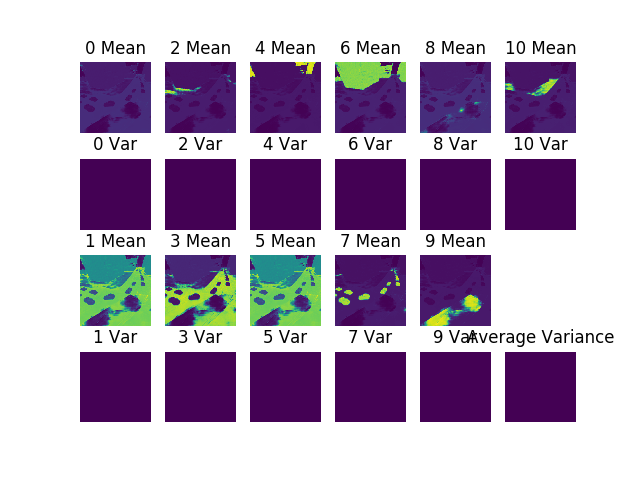 0 Mean 2 Mean 4 Mean 6 Mean 8 Mean 10 Mean
0 Var 2 Var 4 Var 6 Var 8 Var 10 Var
1 Mean 3 Mean 5 Mean 7 Mean 9 Mean
1 Var 3 Var 5 Var 7 Var 9 Var Average Variance